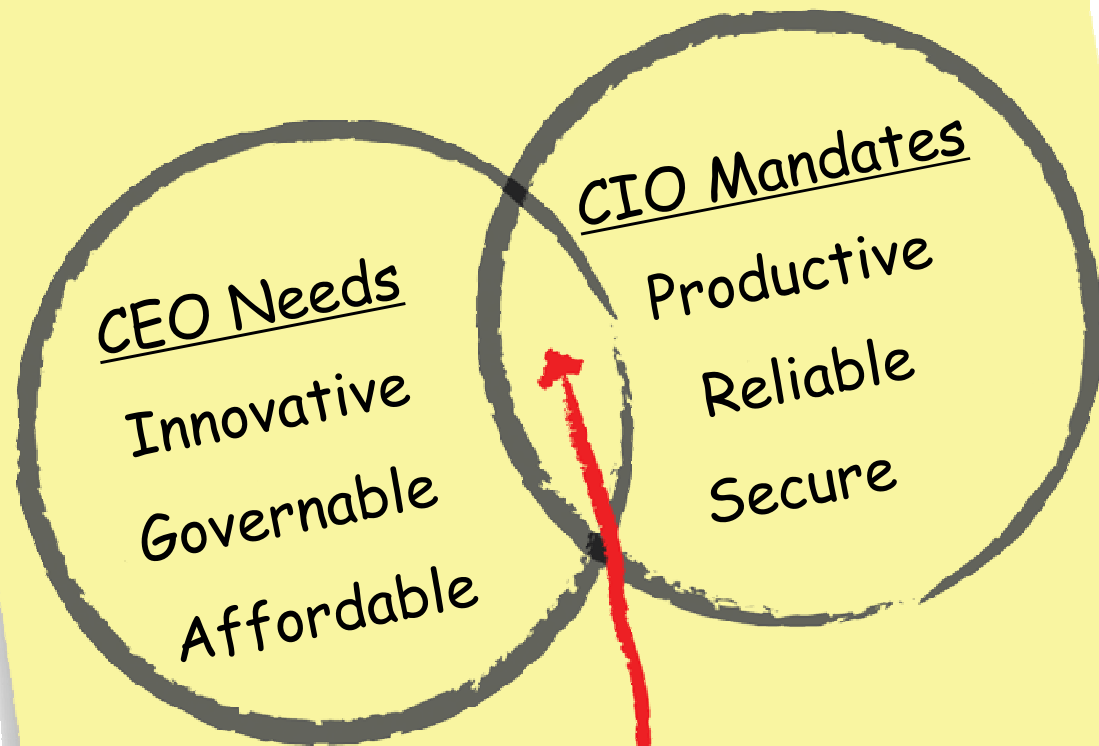 CEO Needs
Innovative
Governable
Affordable
CIO Mandates
Productive
Reliable
Secure